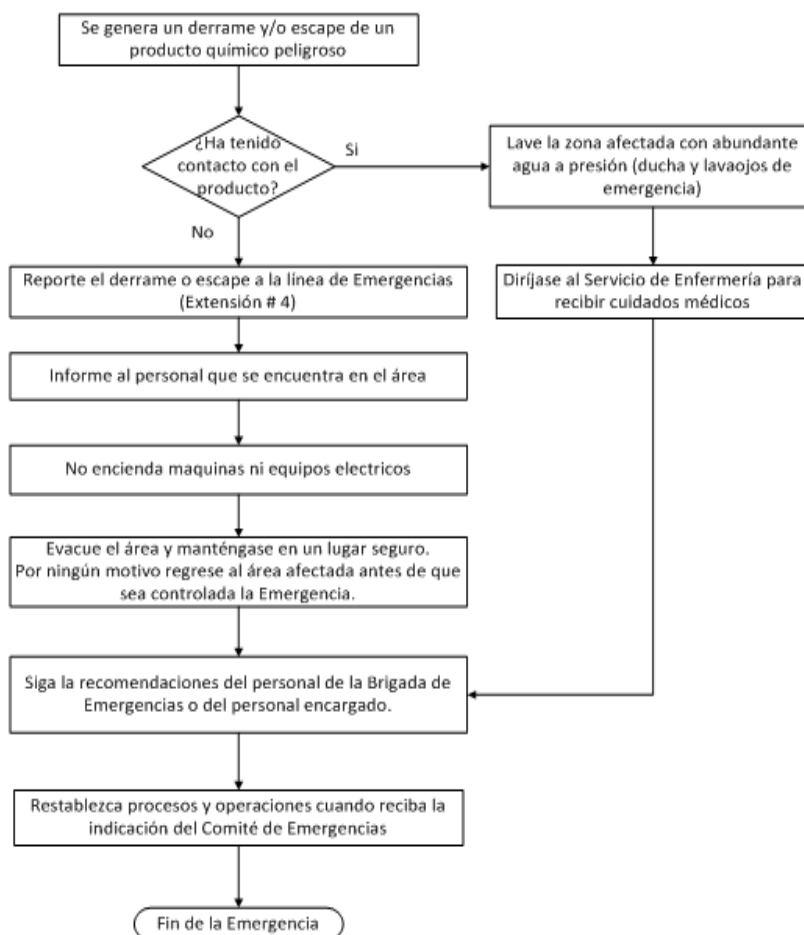 Se genera un derrame y/o escape de un
producto químico peligroso
¿Ha tenido
contacto con el
producto?
Si
Lave la zona afectada con abundante
agua a presión (ducha y lavaojos de
emergencia)
No
Reporte el derrame o escape a la línea de Emergencias
(Extensión # 4)
Diríjase al Servicio de Enfermería para
recibir cuidados médicos
Informe al personal que se encuentra en el área
No encienda maquinas ni equipos electricos
Evacue el área y manténgase en un lugar seguro.
Por ningún motivo regrese al área afectada antes de que
sea controlada la Emergencia.
Siga la recomendaciones del personal de la Brigada de
Emergencias o del personal encargado.
Restablezca procesos y operaciones cuando reciba la
indicación del Comité de Emergencias
Fin de la Emergencia